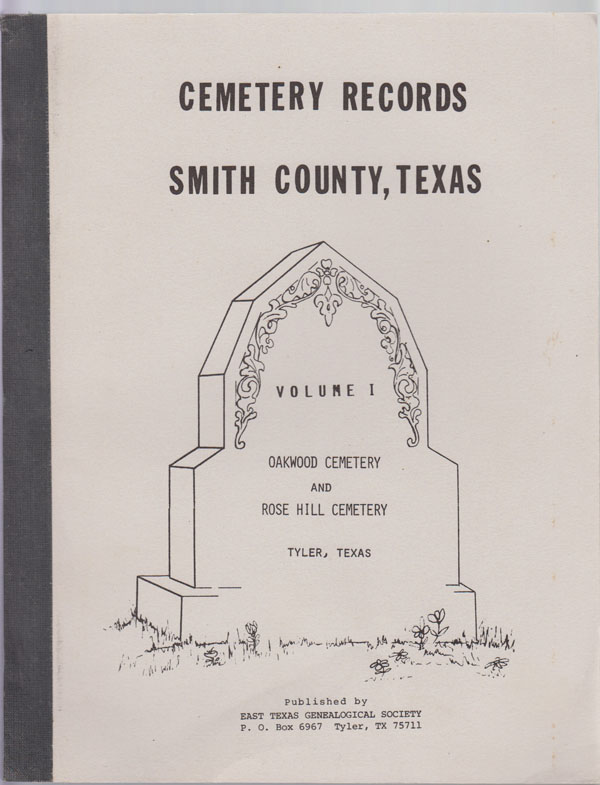 CEMETERY RECORDS
SMITH COUNTY, TEXAS
VOLUME I
OAKWOOD CEMETERY
AND
ROSE HILL CEMETERY
TYLER, TEXAS
Published by
EAST TEXAS GENEALOGICAL SOCIETY
P. O. Box 6967 Tyler, TX 75711